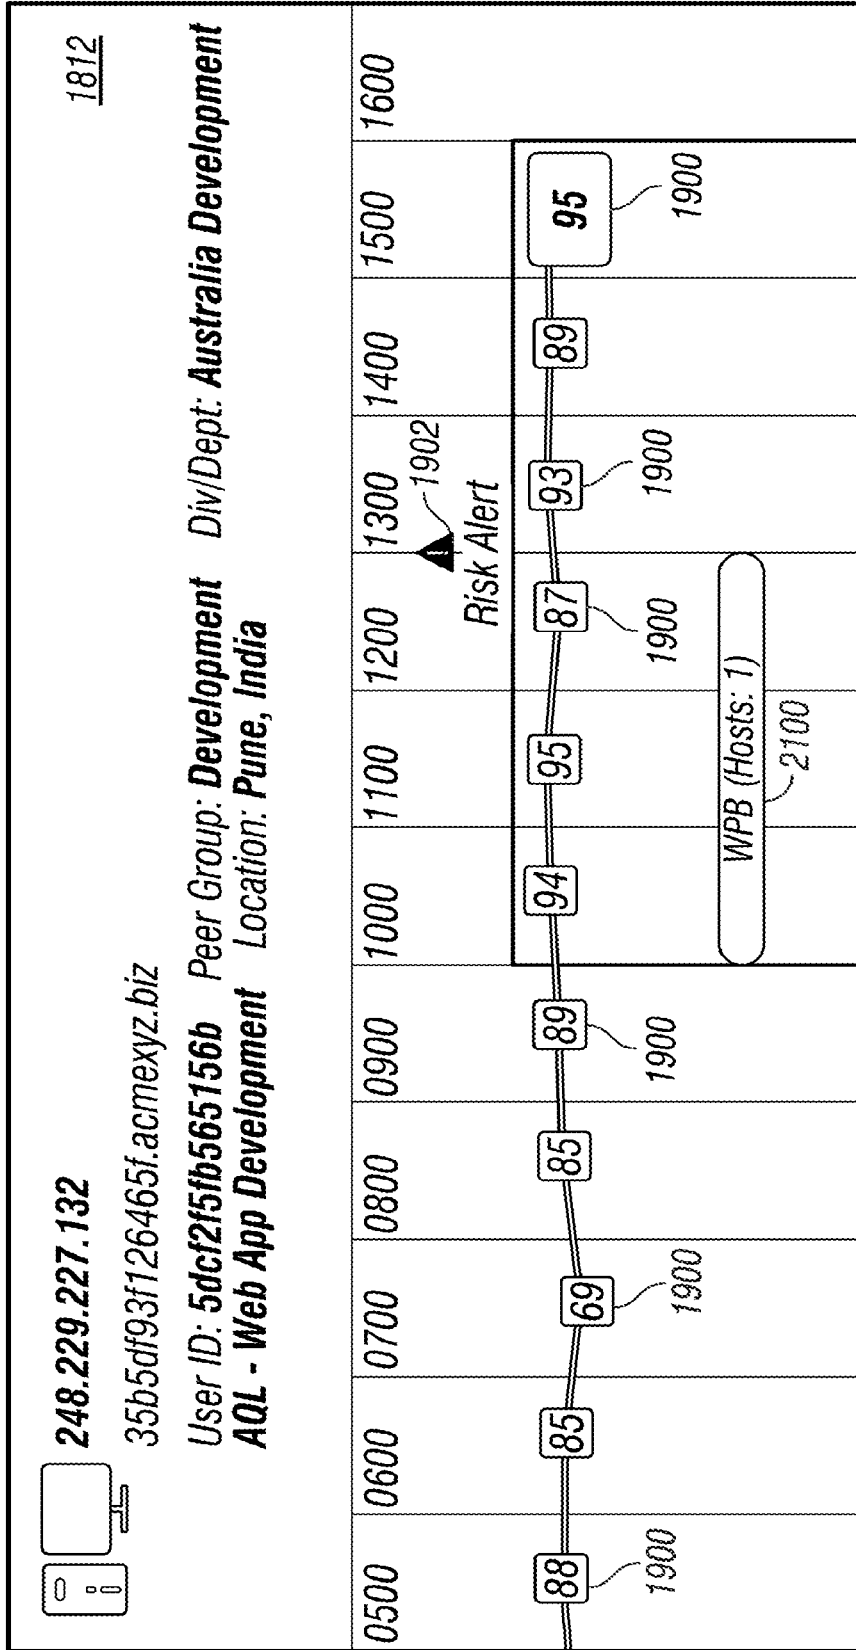 1812
248.229.227.132
35b5df93f126465f.acmexyz.biz
User ID: 5dcf2f5fb565156b Peer Group: Development Div/Dept: Australia Development
AQL - Web App Development Location: Pune, India
0500 0600 0700 0800 0900 1000 1100 1200 1300 1400 1500 1600
1902
Risk Alert
88 85 69 85 89 94 95 87 93 89 95
1900 1900 1900 1900 1900 1900
WPB (Hosts: 1)
2100